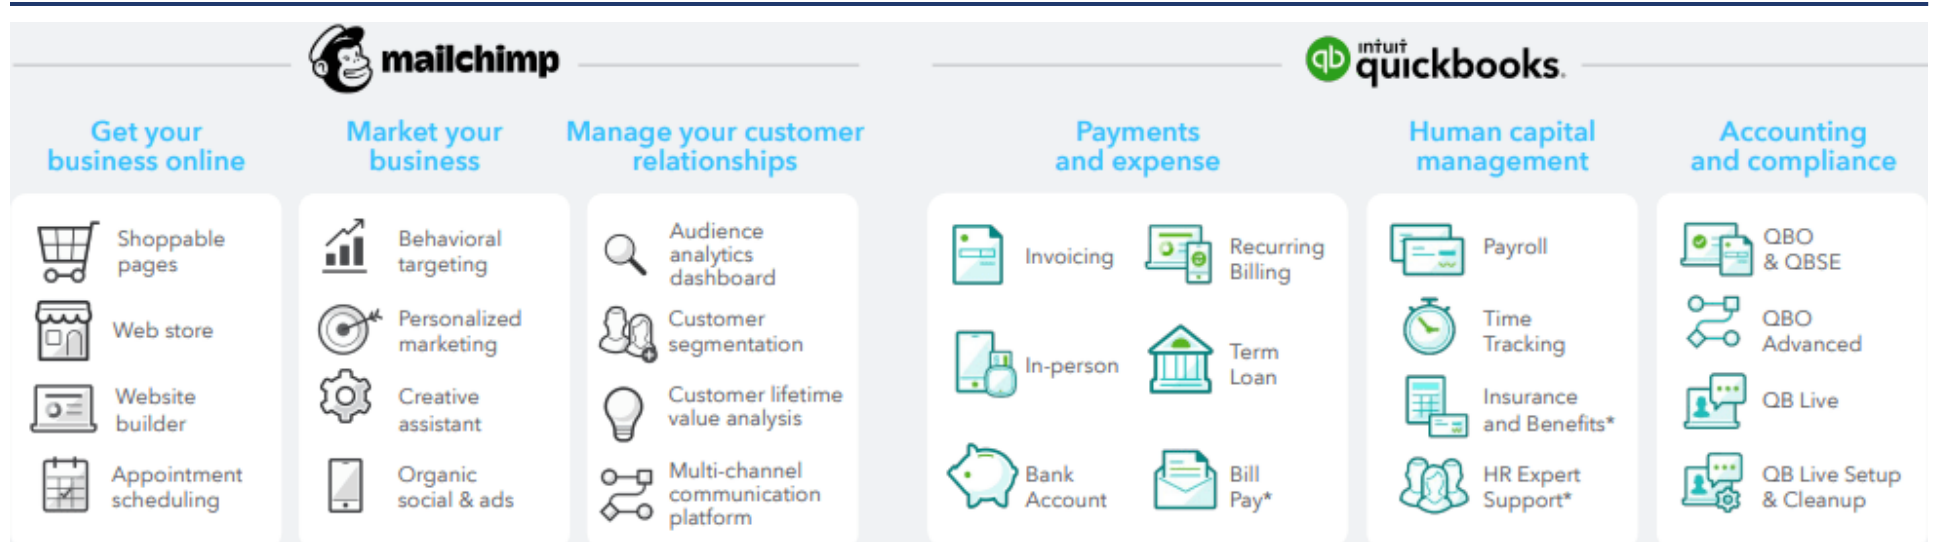 mailchimp
intuit
qb
quickbooks.
Get your
business online
Market your
business
Manage your customer
relationships
Payments
and expense
Human capital
management
Accounting
and compliance
Shoppable
pages
Web store
Website
builder
Appointment
scheduling
Behavioral
targeting
Personalized
marketing
Creative
assistant
Organic
social & ads
Audience
analytics
dashboard
Customer
segmentation
Customer lifetime
value analysis
Multi-channel
communication
platform
Invoicing
In-person
Bank
Account
Recurring
Billing
Term
Loan
Bill
Pay*
Payroll
Time
Tracking
Insurance
and Benefits*
HR Expert
Support*
QBO
& QBSE
QBO
Advanced
QB Live
QB Live Setup
& Cleanup